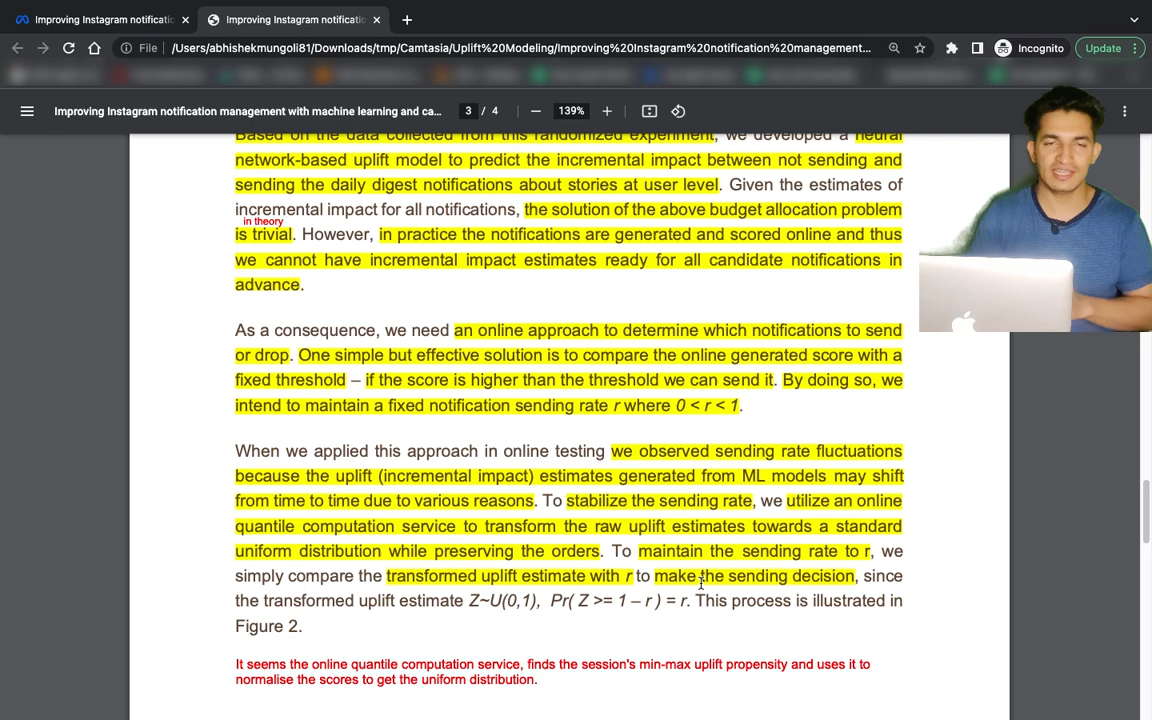 Improving Instagram notificatio
Improving Instagram notificatio
File
/Users/abhishekmungoli81/Downloads/tmp/Camtasia/Uplift%20Modeling/Improving%20Instagram%20notification%20management...
Incognito
Update
Improving Instagram notification management with machine learning and ca...
3 / 4
139%
Based on the data collected from this randomized experiment, we developed a neural
network-based uplift model to predict the incremental impact between not sending and
sending the daily digest notifications about stories at user level. Given the estimates of
incremental impact for all notifications, the solution of the above budget allocation problem
in theory
is trivial. However, in practice the notifications are generated and scored online and thus
we cannot have incremental impact estimates ready for all candidate notifications in
advance.
As a consequence, we need an online approach to determine which notifications to send
or drop. One simple but effective solution is to compare the online generated score with a
fixed threshold – if the score is higher than the threshold we can send it. By doing so, we
intend to maintain a fixed notification sending rate r where 0 < r < 1.
When we applied this approach in online testing we observed sending rate fluctuations
because the uplift (incremental impact) estimates generated from ML models may shift
from time to time due to various reasons. To stabilize the sending rate, we utilize an online
quantile computation service to transform the raw uplift estimates towards a standard
uniform distribution while preserving the orders. To maintain the sending rate to r, we
simply compare the transformed uplift estimate with r to make the sending decision, since
the transformed uplift estimate Z~U(0,1), Pr( Z >= 1 – r ) = r. This process is illustrated in
Figure 2.
It seems the online quantile computation service, finds the session's min-max uplift propensity and uses it to
normalise the scores to get the uniform distribution.